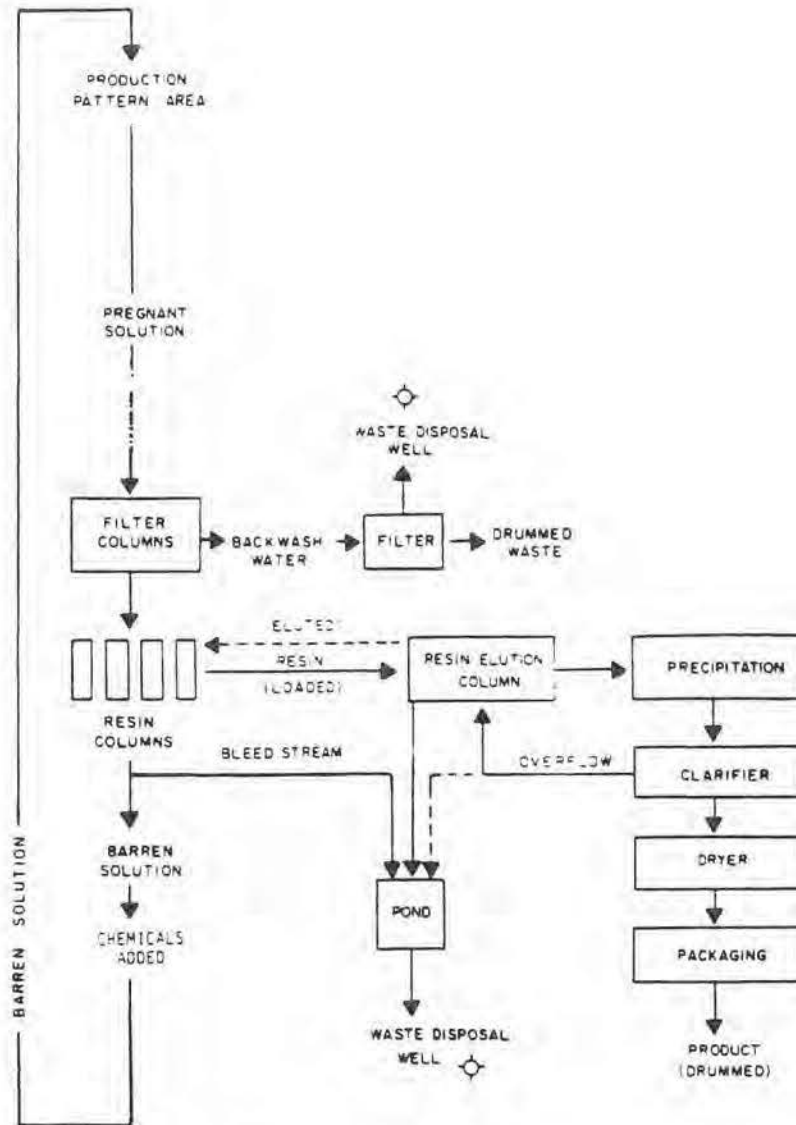 PRODUCTION
PATTERN AREA
PREGNANT
SOLUTION
WASTE DISPOSAL
WELL
FILTER
COLUMNS
BACKWASH
WATER
FILTER
DRUMMED
WASTE
ELUTED
RESIN
(LOADED)
RESIN ELUTION
COLUMN
PRECIPITATION
RESIN
COLUMNS
BLEED STREAM
OVERFLOW
CLARIFIER
BARREN
SOLUTION
DRYER
POND
CHEMICALS
ADDED
PACKAGING
BARREN SOLUTION
WASTE DISPOSAL
WELL
PRODUCT
(DRUMMED)